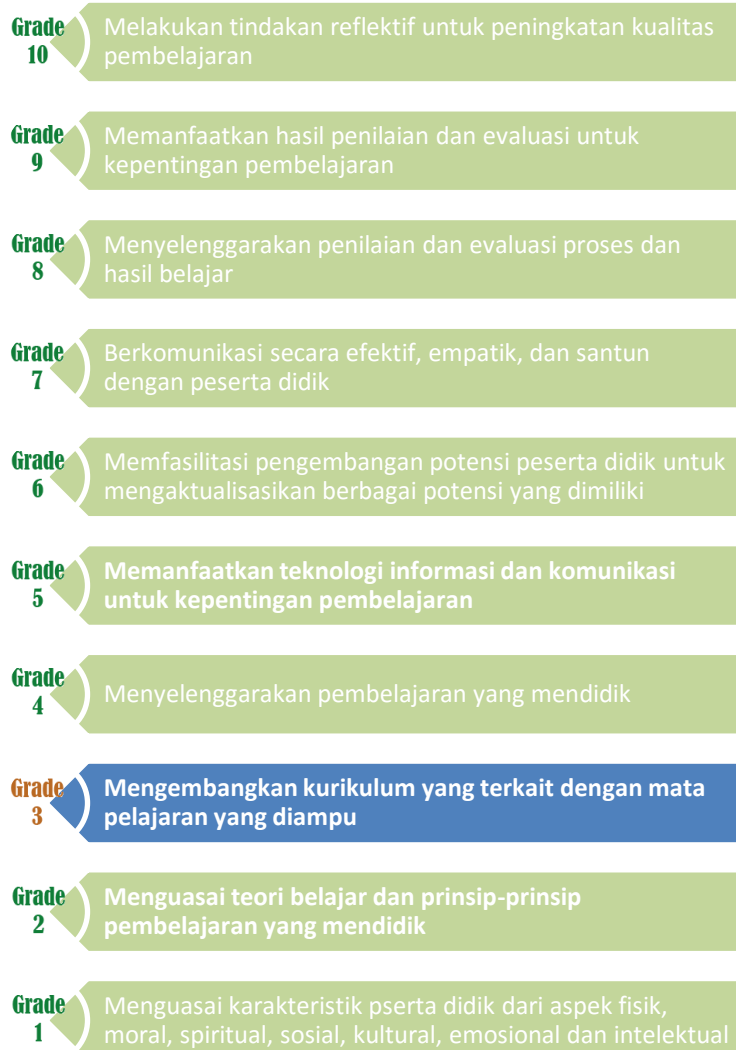 Grade
10
Melakukan tindakan reflektif untuk peningkatan kualitas
pembelajaran
Grade
9
Memanfaatkan hasil penilaian dan evaluasi untuk
kepentingan pembelajaran
Grade
8
Menyelenggarakan penilaian dan evaluasi proses dan
hasil belajar
Grade
7
Berkomunikasi secara efektif, empatik, dan santun
dengan peserta didik
Grade
6
Memfasilitasi pengembangan potensi peserta didik untuk
mengaktualisasikan berbagai potensi yang dimiliki
Grade
5
Memanfaatkan teknologi informasi dan komunikasi
untuk kepentingan pembelajaran
Grade
4
Menyelenggarakan pembelajaran yang mendidik
Grade
3
Mengembangkan kurikulum yang terkait dengan mata
pelajaran yang diampu
Grade
2
Menguasai teori belajar dan prinsip-prinsip
pembelajaran yang mendidik
Grade
1
Menguasai karakteristik pserta didik dari aspek fisik,
moral, spiritual, sosial, kultural, emosional dan intelektual